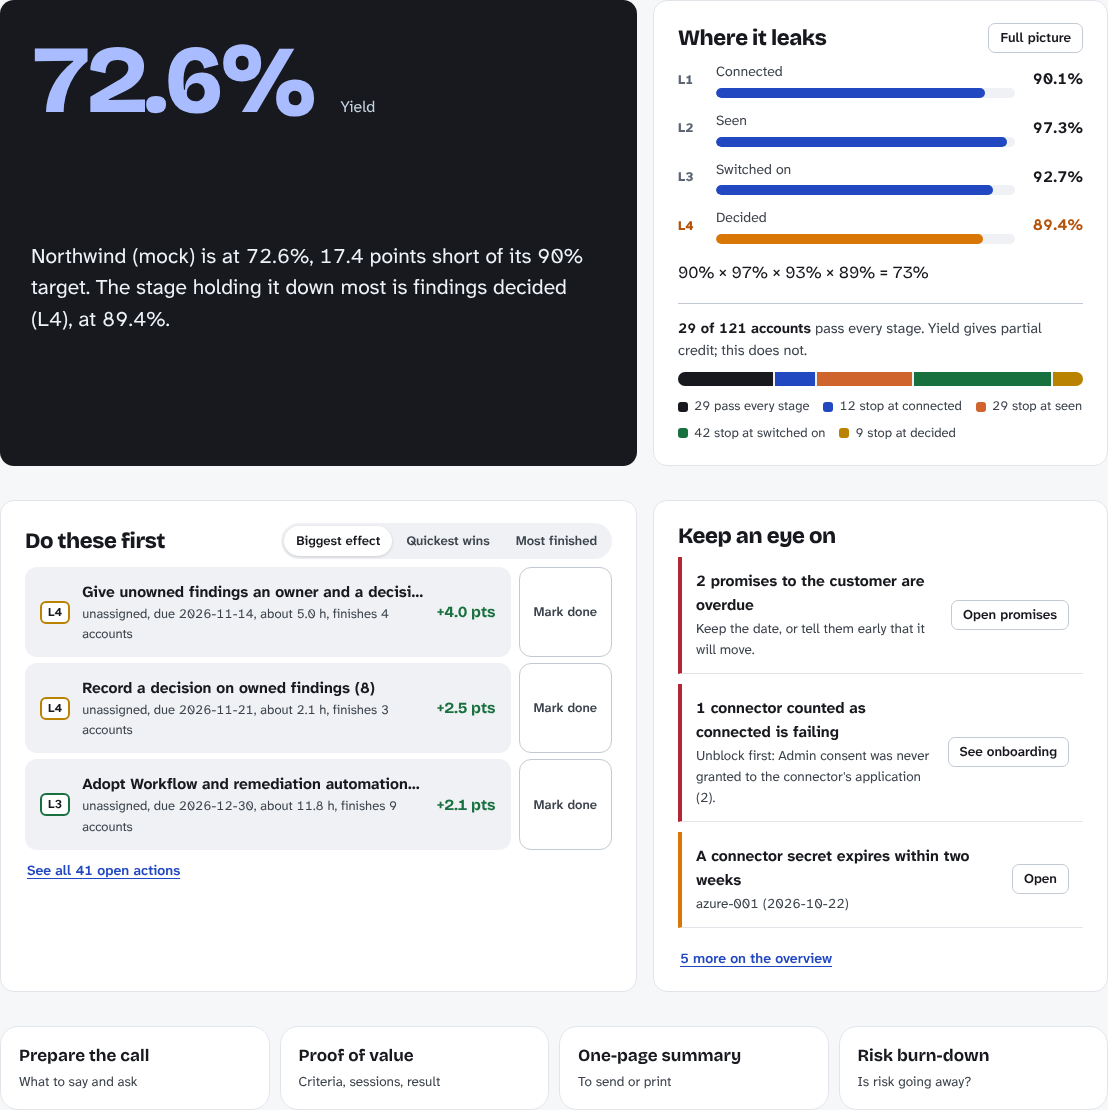 72.6%
Yield
Northwind (mock) is at 72.6%, 17.4 points short of its 90%
target. The stage holding it down most is findings decided
(L4), at 89.4%.
Where it leaks
Full picture
L1
Connected
90.1%
L2
Seen
97.3%
L3
Switched on
92.7%
L4
Decided
89.4%
90% × 97% × 93% × 89% = 73%
29 of 121 accounts pass every stage. Yield gives partial
credit; this does not.
29 pass every stage
12 stop at connected
29 stop at seen
42 stop at switched on
9 stop at decided
Do these first
Biggest effect
Quickest wins
Most finished
L4
Give unowned findings an owner and a decisi...
unassigned, due 2026-11-14, about 5.0 h, finishes 4
accounts
+4.0 pts
Mark done
L4
Record a decision on owned findings (8)
unassigned, due 2026-11-21, about 2.1 h, finishes 3
accounts
+2.5 pts
Mark done
L3
Adopt Workflow and remediation automation...
unassigned, due 2026-12-30, about 11.8 h, finishes 9
accounts
+2.1 pts
Mark done
See all 41 open actions
Keep an eye on
2 promises to the customer are
overdue
Keep the date, or tell them early that it
will move.
Open promises
1 connector counted as
connected is failing
Unblock first: Admin consent was never
granted to the connector's application
(2).
See onboarding
A connector secret expires within two
weeks
azure-001 (2026-10-22)
Open
5 more on the overview
Prepare the call
What to say and ask
Proof of value
Criteria, sessions, result
One-page summary
To send or print
Risk burn-down
Is risk going away?